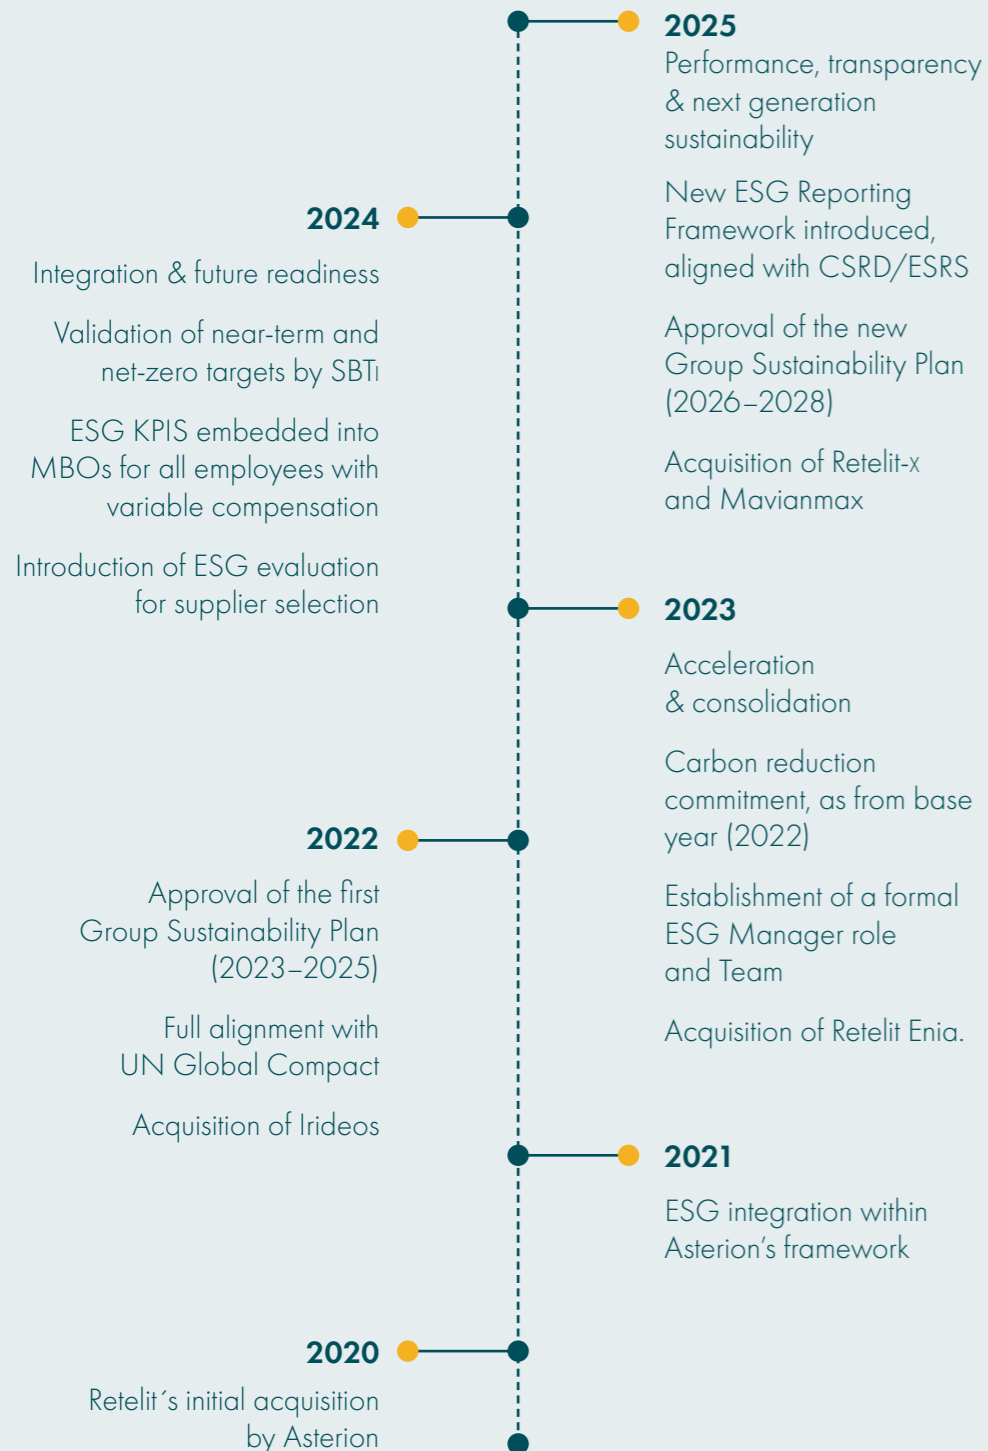 2025
Performance, transparency
& next generation
sustainability
New ESG Reporting
Framework introduced,
aligned with CSRD/ESRS
Approval of the new
Group Sustainability Plan
(2026–2028)
Acquisition of Retelit-x
and Mavianmax
2024
Integration & future readiness
Validation of near-term and
net-zero targets by SBTi
ESG KPIS embedded into
MBOs for all employees with
variable compensation
Introduction of ESG evaluation
for supplier selection
2023
Acceleration
& consolidation
Carbon reduction
commitment, as from base
year (2022)
Establishment of a formal
ESG Manager role
and Team
Acquisition of Retelit Enia.
2022
Approval of the first
Group Sustainability Plan
(2023–2025)
Full alignment with
UN Global Compact
Acquisition of Irideos
2021
ESG integration within
Asterion’s framework
2020
Retelit´s initial acquisition
by Asterion